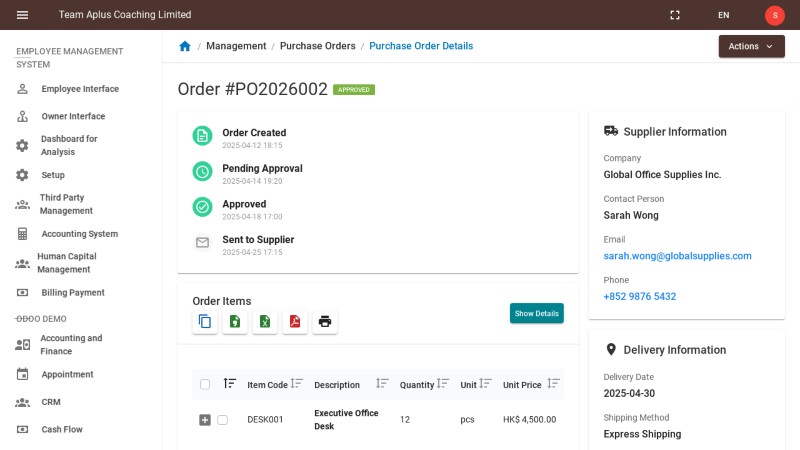 Team Aplus Coaching Limited
EN
S
EMPLOYEE MANAGEMENT
SYSTEM
Employee Interface
Owner Interface
Dashboard for
Analysis
Setup
Third Party
Management
Accounting System
Human Capital
Management
Billing Payment
ODOO DEMO
Accounting and
Finance
Appointment
CRM
Cash Flow
/ Management / Purchase Orders / Purchase Order Details
Actions
Order #PO2026002 APPROVED
Order Created
2025-04-12 18:15
Pending Approval
2025-04-14 19:20
Approved
2025-04-18 17:00
Sent to Supplier
2025-04-25 17:15
Order Items
Show Details
Item Code Description Quantity Unit Unit Price
DESK001 Executive Office Desk 12 pcs HK$ 4,500.00
Supplier Information
Company
Global Office Supplies Inc.
Contact Person
Sarah Wong
Email
sarah.wong@globalsupplies.com
Phone
+852 9876 5432
Delivery Information
Delivery Date
2025-04-30
Shipping Method
Express Shipping